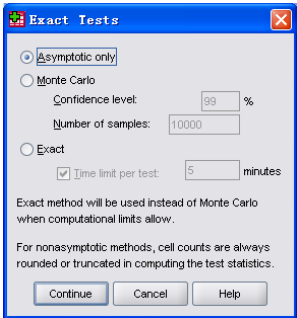 Exact Tests
Asymptotic only
Monte Carlo
Confidence level: 99 %
Number of samples: 10000
Exact
Time limit per test: 5 minutes
Exact method will be used instead of Monte Carlo
when computational limits allow.
For nonasymptotic methods, cell counts are always
rounded or truncated in computing the test statistics.
Continue Cancel Help